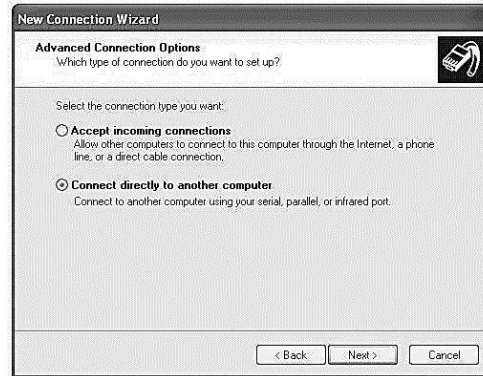 New Connection Wizard
Advanced Connection Options
Which type of connection do you want to set up?
Select the connection type you want:
Accept incoming connections
Allow other computers to connect to this computer through the Internet, a phone
line, or a direct cable connection.
Connect directly to another computer
Connect to another computer using your serial, parallel, or infrared port.
< Back Next > Cancel